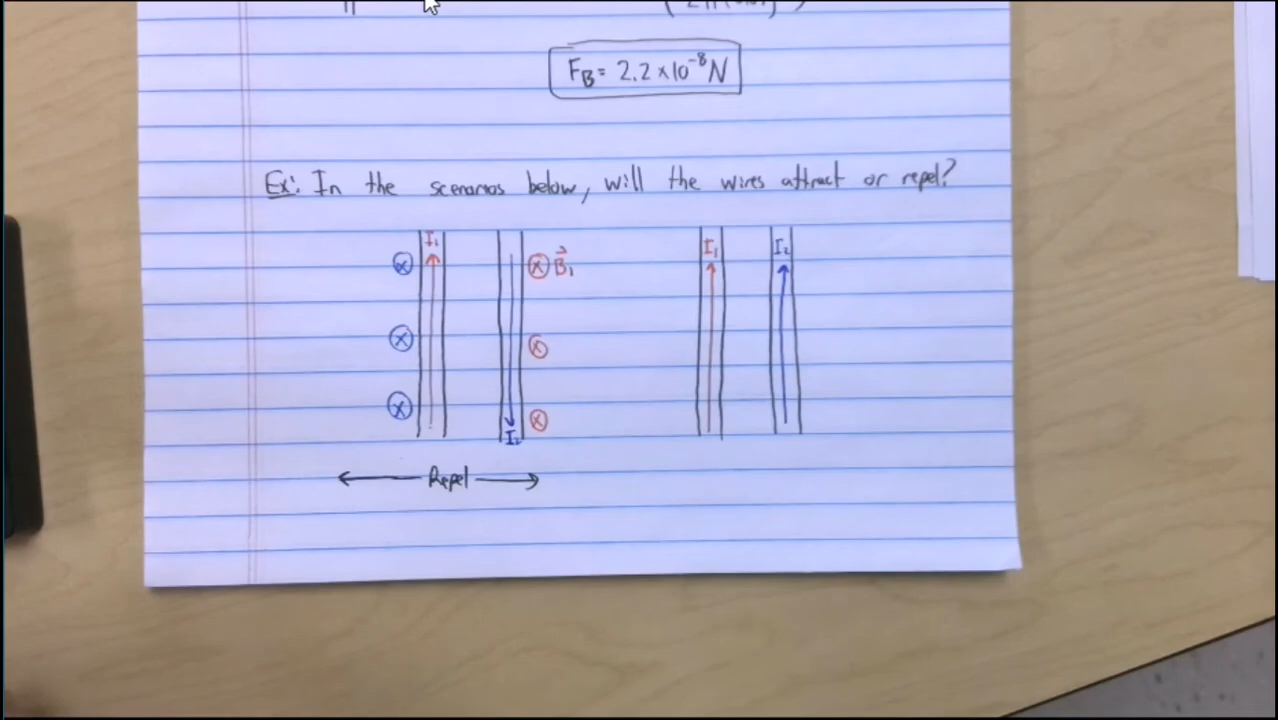 F_B = 2.2 × 10⁻⁸ N
Ex: In the scenarios below, will the wires attract or repel?
I₁ I₁ I₂
ⓧ ⓧ B⃗₁
ⓧ ⓧ
ⓧ ⓧ
I₂
Repel